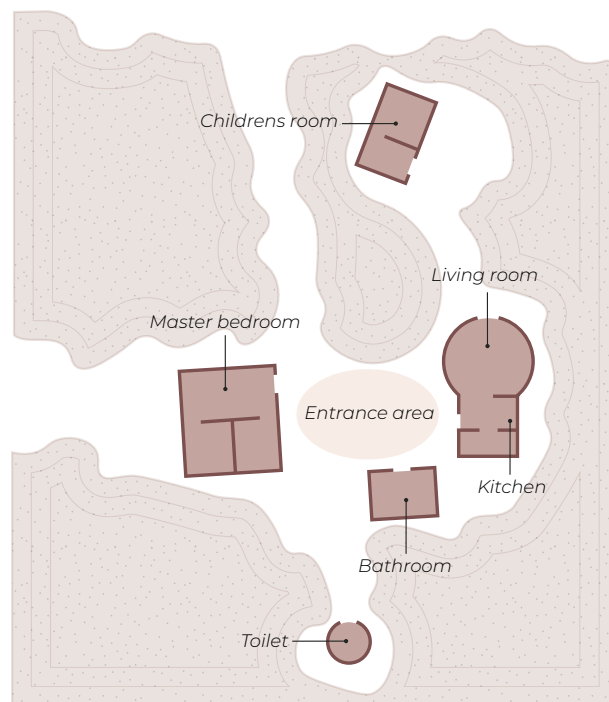 Childrens room
Living room
Master bedroom
Entrance area
Kitchen
Bathroom
Toilet